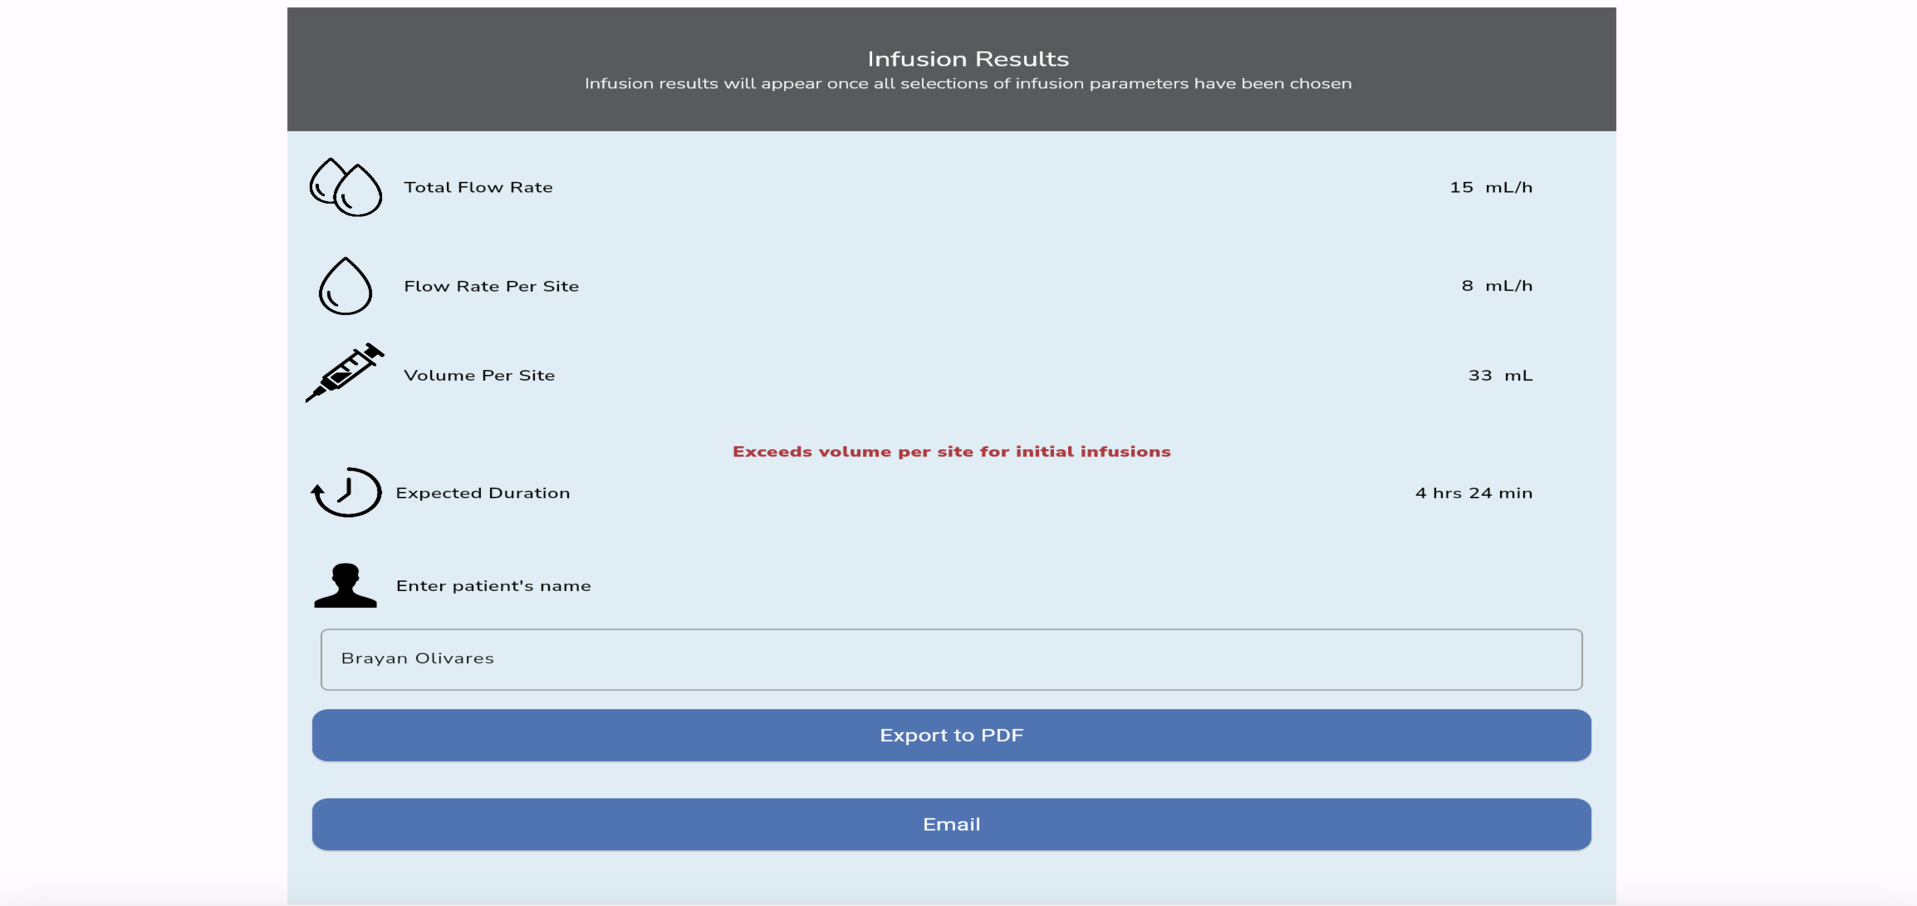 Infusion Results
Infusion results will appear once all selections of infusion parameters have been chosen
Total Flow Rate 15 mL/h
Flow Rate Per Site 8 mL/h
Volume Per Site 33 mL
Exceeds volume per site for initial infusions
Expected Duration 4 hrs 24 min
Enter patient's name
Brayan Olivares
Export to PDF
Email